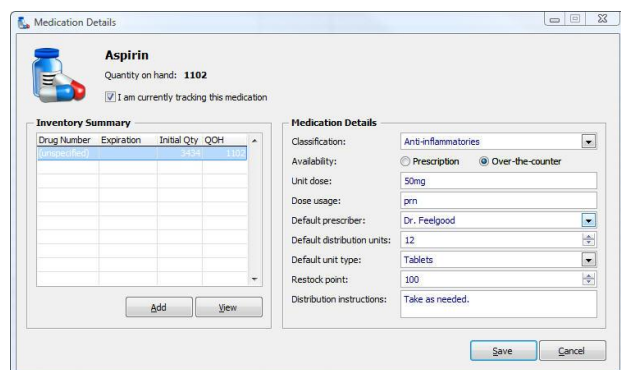 Medication Details
Aspirin
Quantity on hand: 1102
I am currently tracking this medication
Inventory Summary
Drug Number Expiration Initial Qty QOH
(unspecified) 3434 1102
Add View
Medication Details
Classification: Anti-inflammatories
Availability: Prescription Over-the-counter
Unit dose: 50mg
Dose usage: prn
Default prescriber: Dr. Feelgood
Default distribution units: 12
Default unit type: Tablets
Restock point: 100
Distribution instructions: Take as needed.
Save Cancel